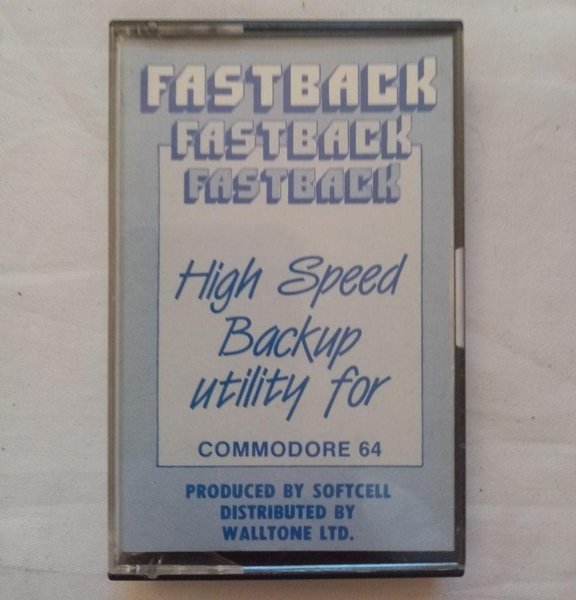 FASTBACK
FASTBACK
FASTBACK
High Speed
Backup
utility for
COMMODORE 64
PRODUCED BY SOFTCELL
DISTRIBUTED BY
WALLTONE LTD.